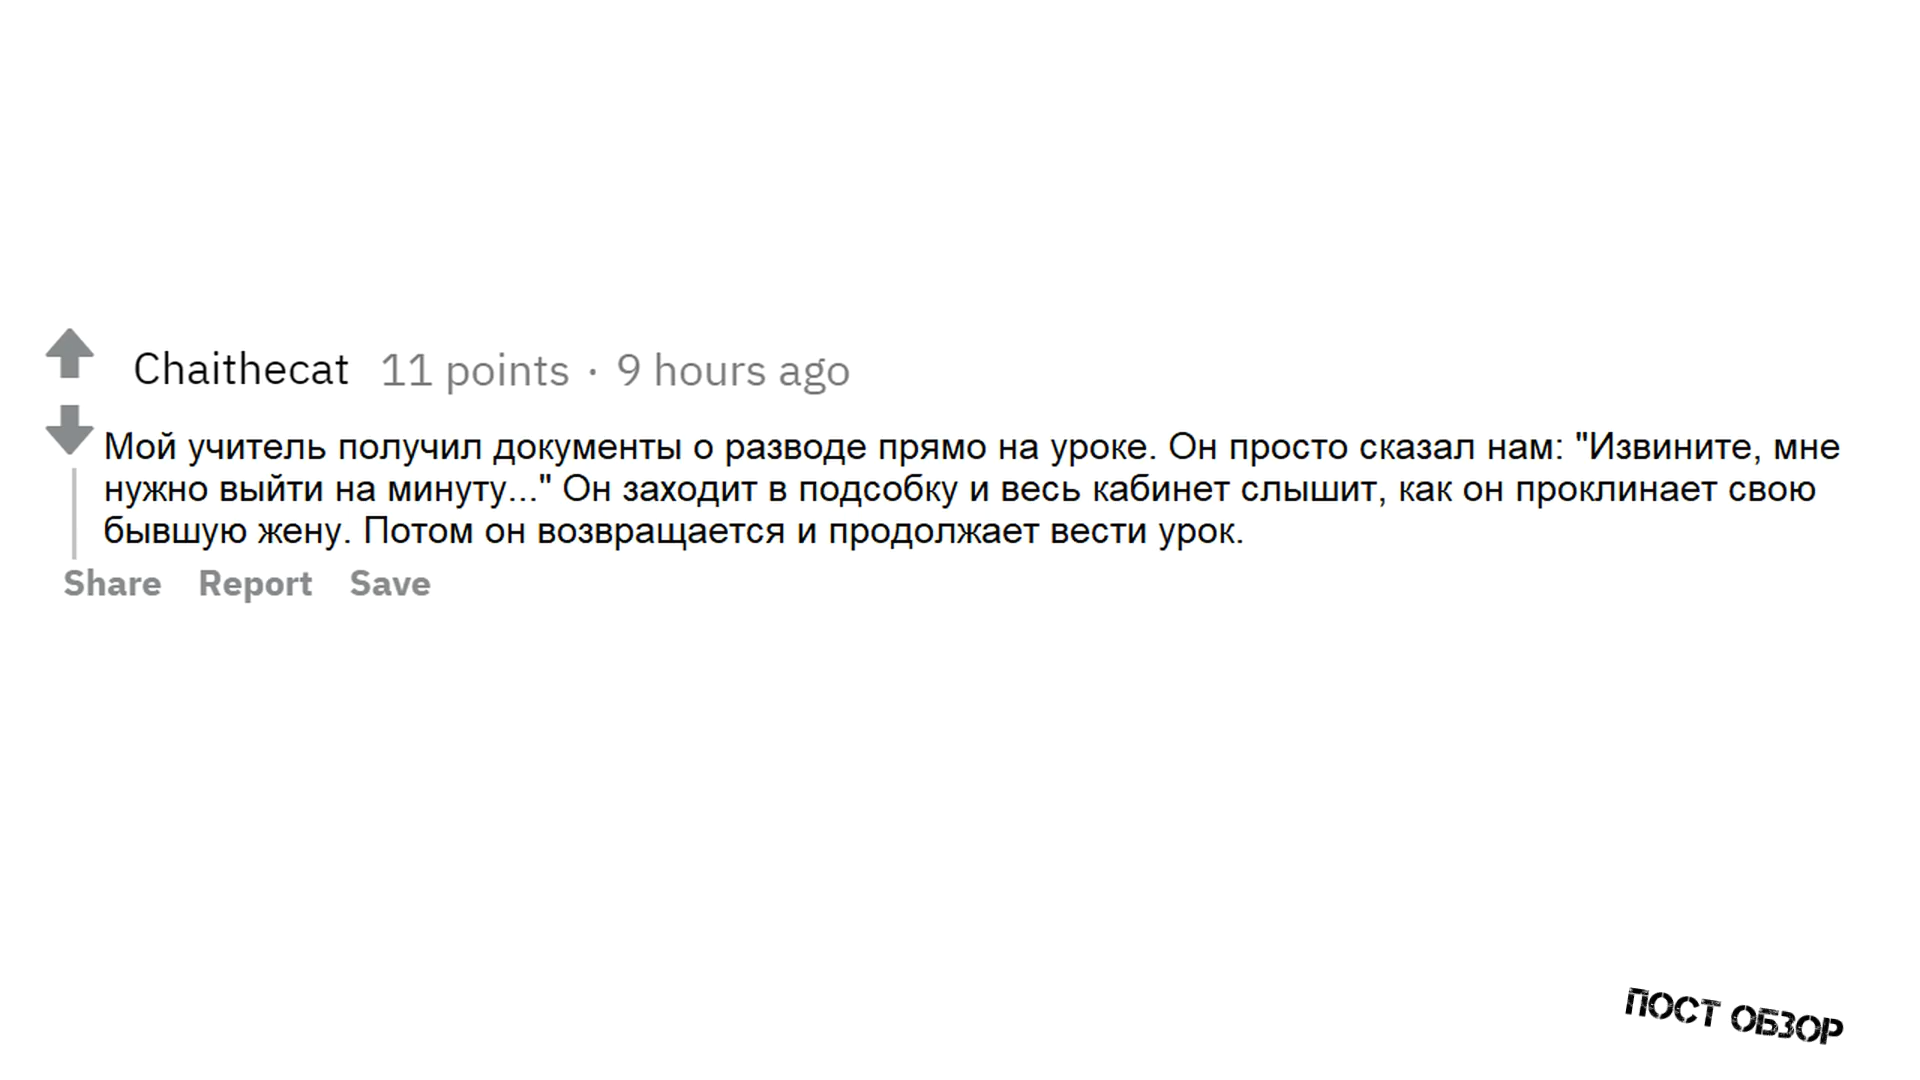 Chaithecat 11 points · 9 hours ago
Мой учитель получил документы о разводе прямо на уроке. Он просто сказал нам: "Извините, мне
нужно выйти на минуту..." Он заходит в подсобку и весь кабинет слышит, как он проклинает свою
бывшую жену. Потом он возвращается и продолжает вести урок.
Share Report Save
ПОСТ ОБЗОР